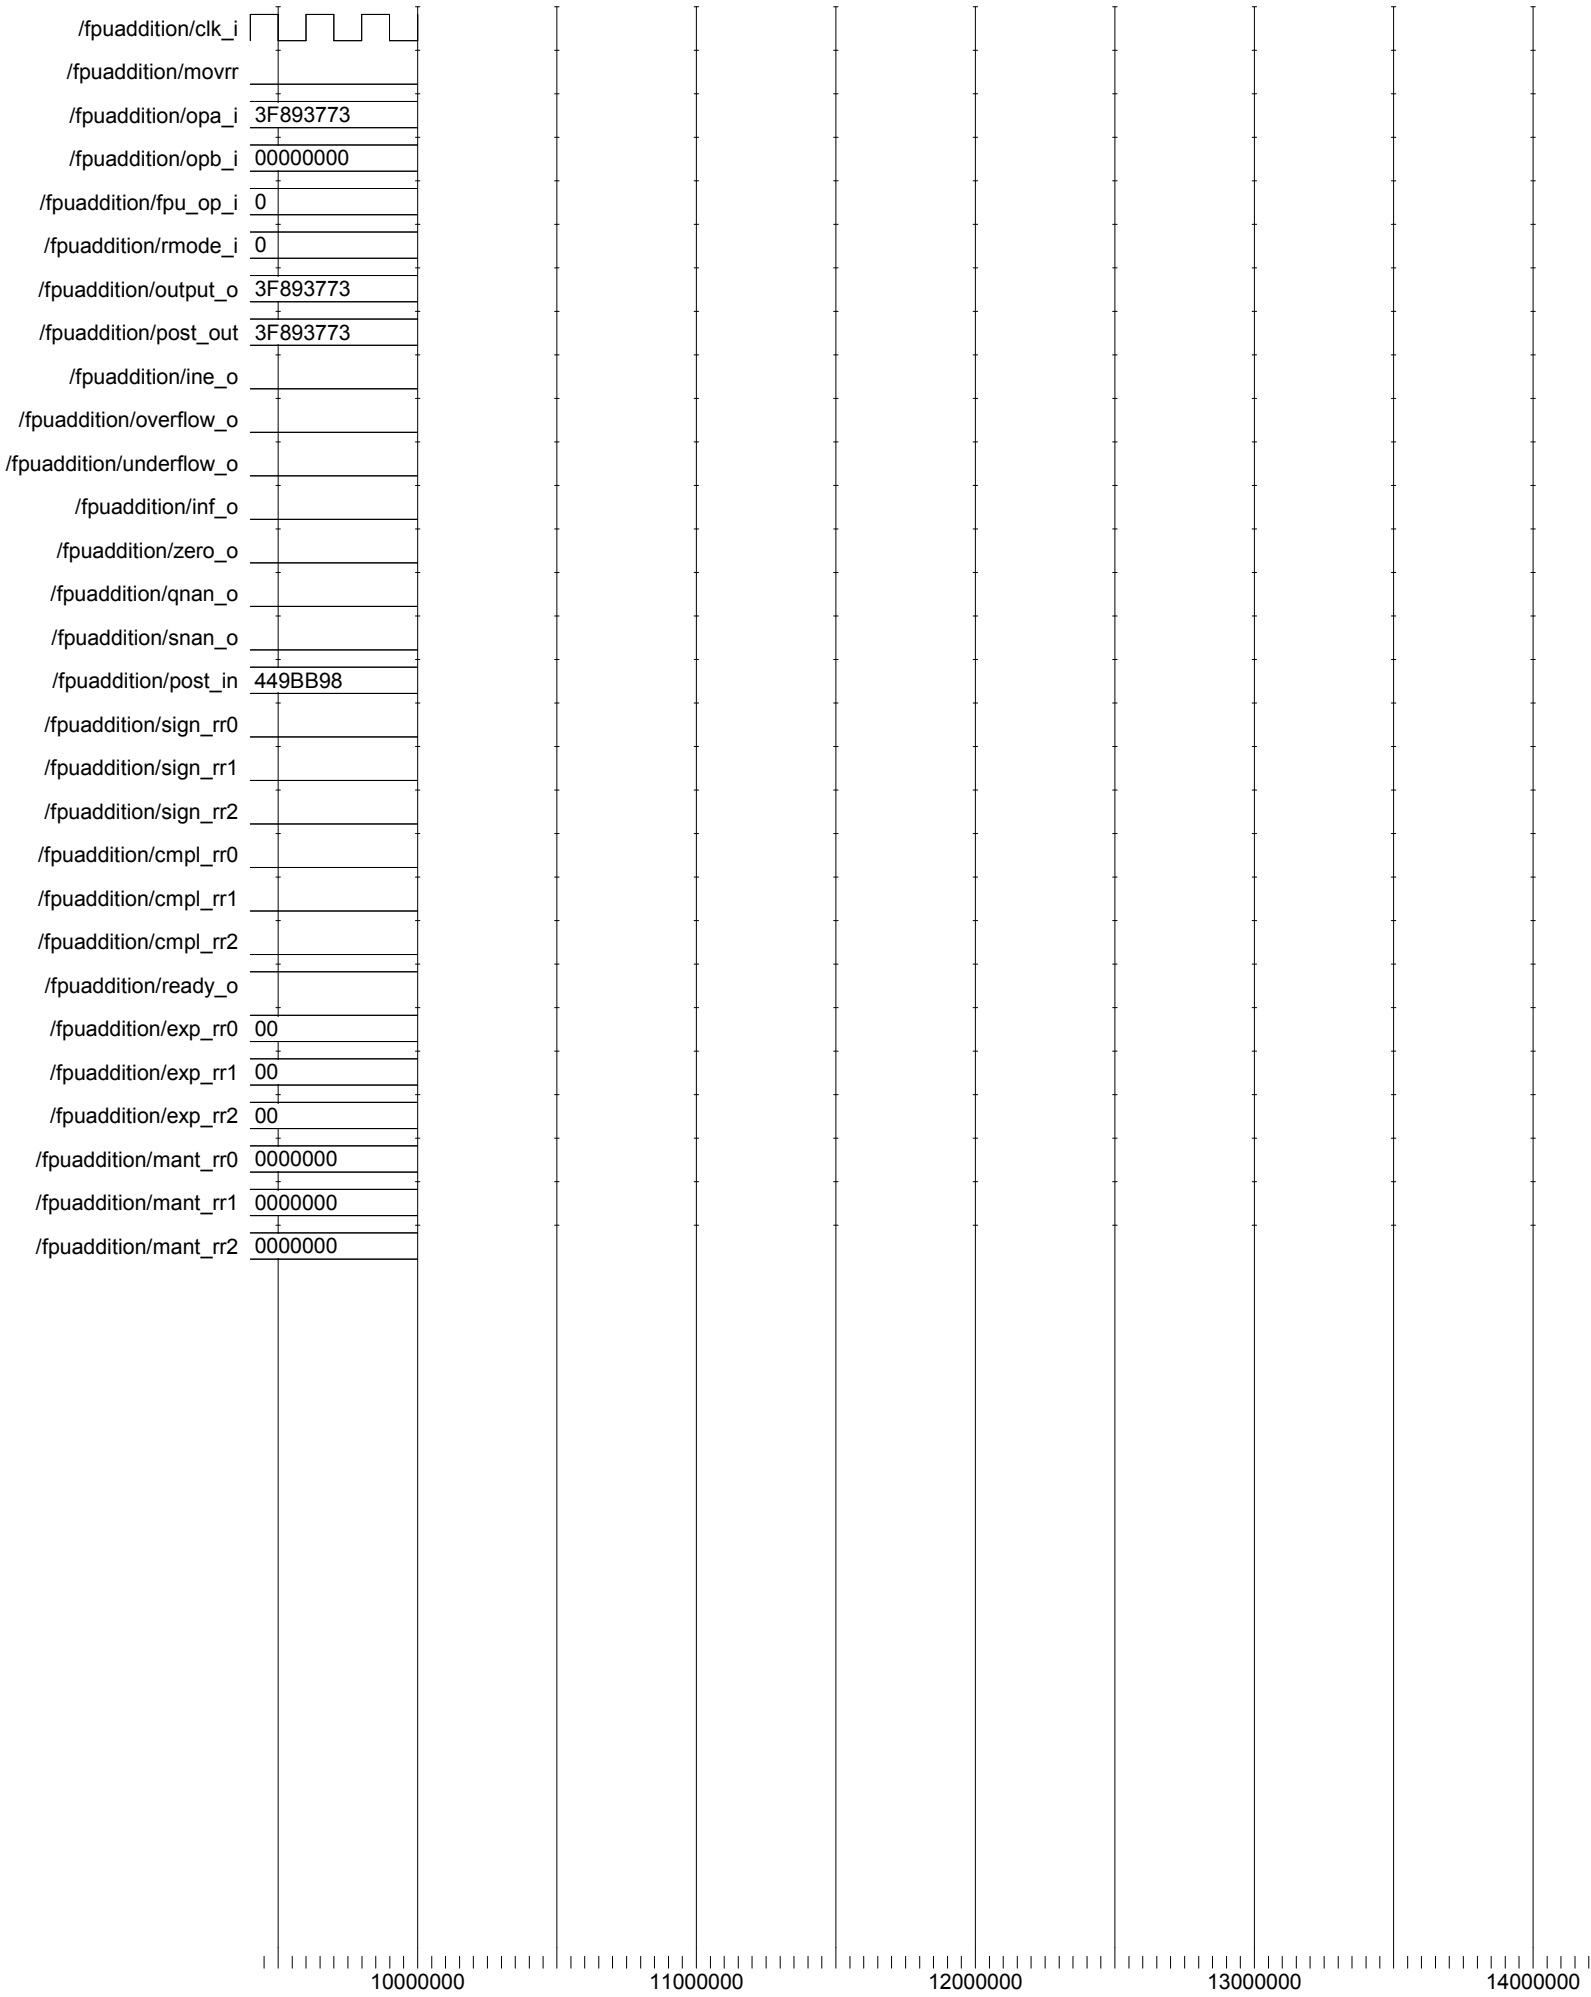 /fpuaddition/clk_i
/fpuaddition/movrr
/fpuaddition/opa_i 3F893773
/fpuaddition/opb_i 00000000
/fpuaddition/fpu_op_i 0
/fpuaddition/rmode_i 0
/fpuaddition/output_o 3F893773
/fpuaddition/post_out 3F893773
/fpuaddition/ine_o
/fpuaddition/overflow_o
/fpuaddition/underflow_o
/fpuaddition/inf_o
/fpuaddition/zero_o
/fpuaddition/qnan_o
/fpuaddition/snan_o
/fpuaddition/post_in 449BB98
/fpuaddition/sign_rr0
/fpuaddition/sign_rr1
/fpuaddition/sign_rr2
/fpuaddition/cmpl_rr0
/fpuaddition/cmpl_rr1
/fpuaddition/cmpl_rr2
/fpuaddition/ready_o
/fpuaddition/exp_rr0 00
/fpuaddition/exp_rr1 00
/fpuaddition/exp_rr2 00
/fpuaddition/mant_rr0 0000000
/fpuaddition/mant_rr1 0000000
/fpuaddition/mant_rr2 0000000
10000000 11000000 12000000 13000000 14000000